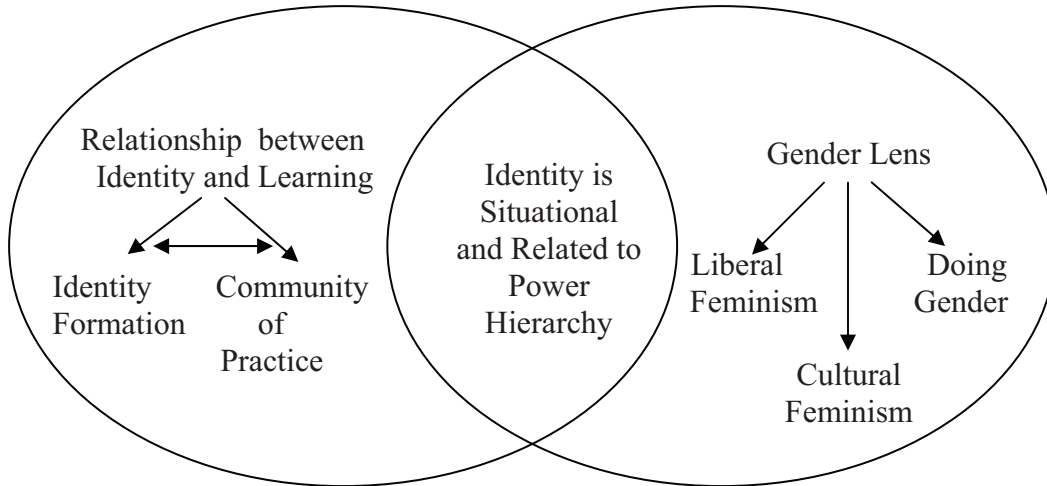 Relationship between
Identity and Learning
Identity
Formation
Community
of
Practice
Identity is
Situational
and Related to
Power
Hierarchy
Gender Lens
Liberal
Feminism
Doing
Gender
Cultural
Feminism